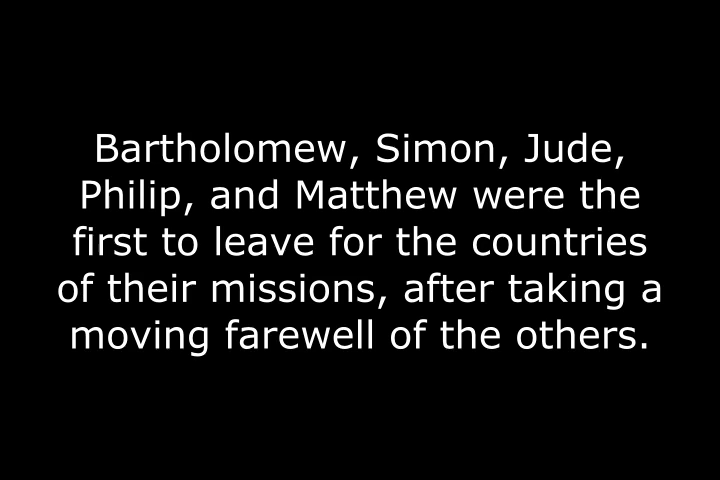 Bartholomew, Simon, Jude,
Philip, and Matthew were the
first to leave for the countries
of their missions, after taking a
moving farewell of the others.